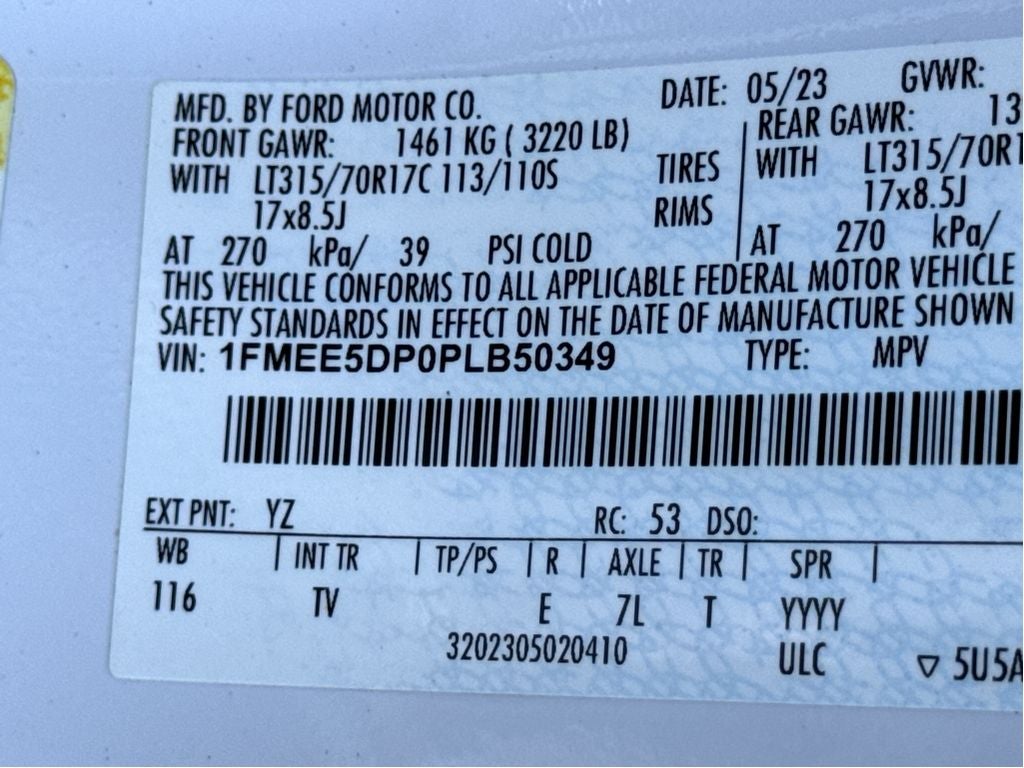 MFD. BY FORD MOTOR CO. DATE: 05/23 GVWR:
FRONT GAWR: 1461 KG ( 3220 LB) REAR GAWR: 13
WITH LT315/70R17C 113/110S TIRES WITH LT315/70R1
17x8.5J RIMS 17x8.5J
AT 270 kPa/ 39 PSI COLD AT 270 kPa/
THIS VEHICLE CONFORMS TO ALL APPLICABLE FEDERAL MOTOR VEHICLE
SAFETY STANDARDS IN EFFECT ON THE DATE OF MANUFACTURE SHOWN
VIN: 1FMEE5DP0PLB50349 TYPE: MPV
EXT PNT: YZ RC: 53 DSO:
WB | INT TR | TP/PS | R | AXLE | TR | SPR |
116 TV E 7L T YYYY
3202305020410 ULC ▽ 5U5A